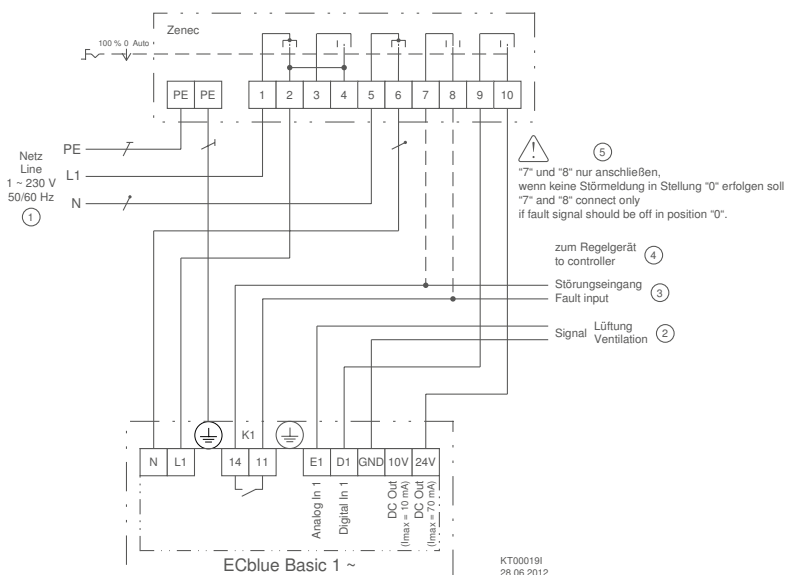 Zenec
100 % 0 Auto
PE PE 1 2 3 4 5 6 7 8 9 10
Netz
Line
1 ~ 230 V
50/60 Hz
1
PE
L1
N
5
"7" und "8" nur anschließen,
wenn keine Störmeldung in Stellung "0" erfolgen soll
"7" and "8" connect only
if fault signal should be off in position "0".
zum Regelgerät
to controller
4
Störungseingang
Fault input
3
Signal
Lüftung
Ventilation
2
K1
N L1 14 11 E1 D1 GND 10V 24V
Analog In 1
Digital In 1
DC Out
(Imax = 10 mA)
DC Out
(Imax = 70 mA)
ECblue Basic 1 ~
KT00019I
28.06.2012